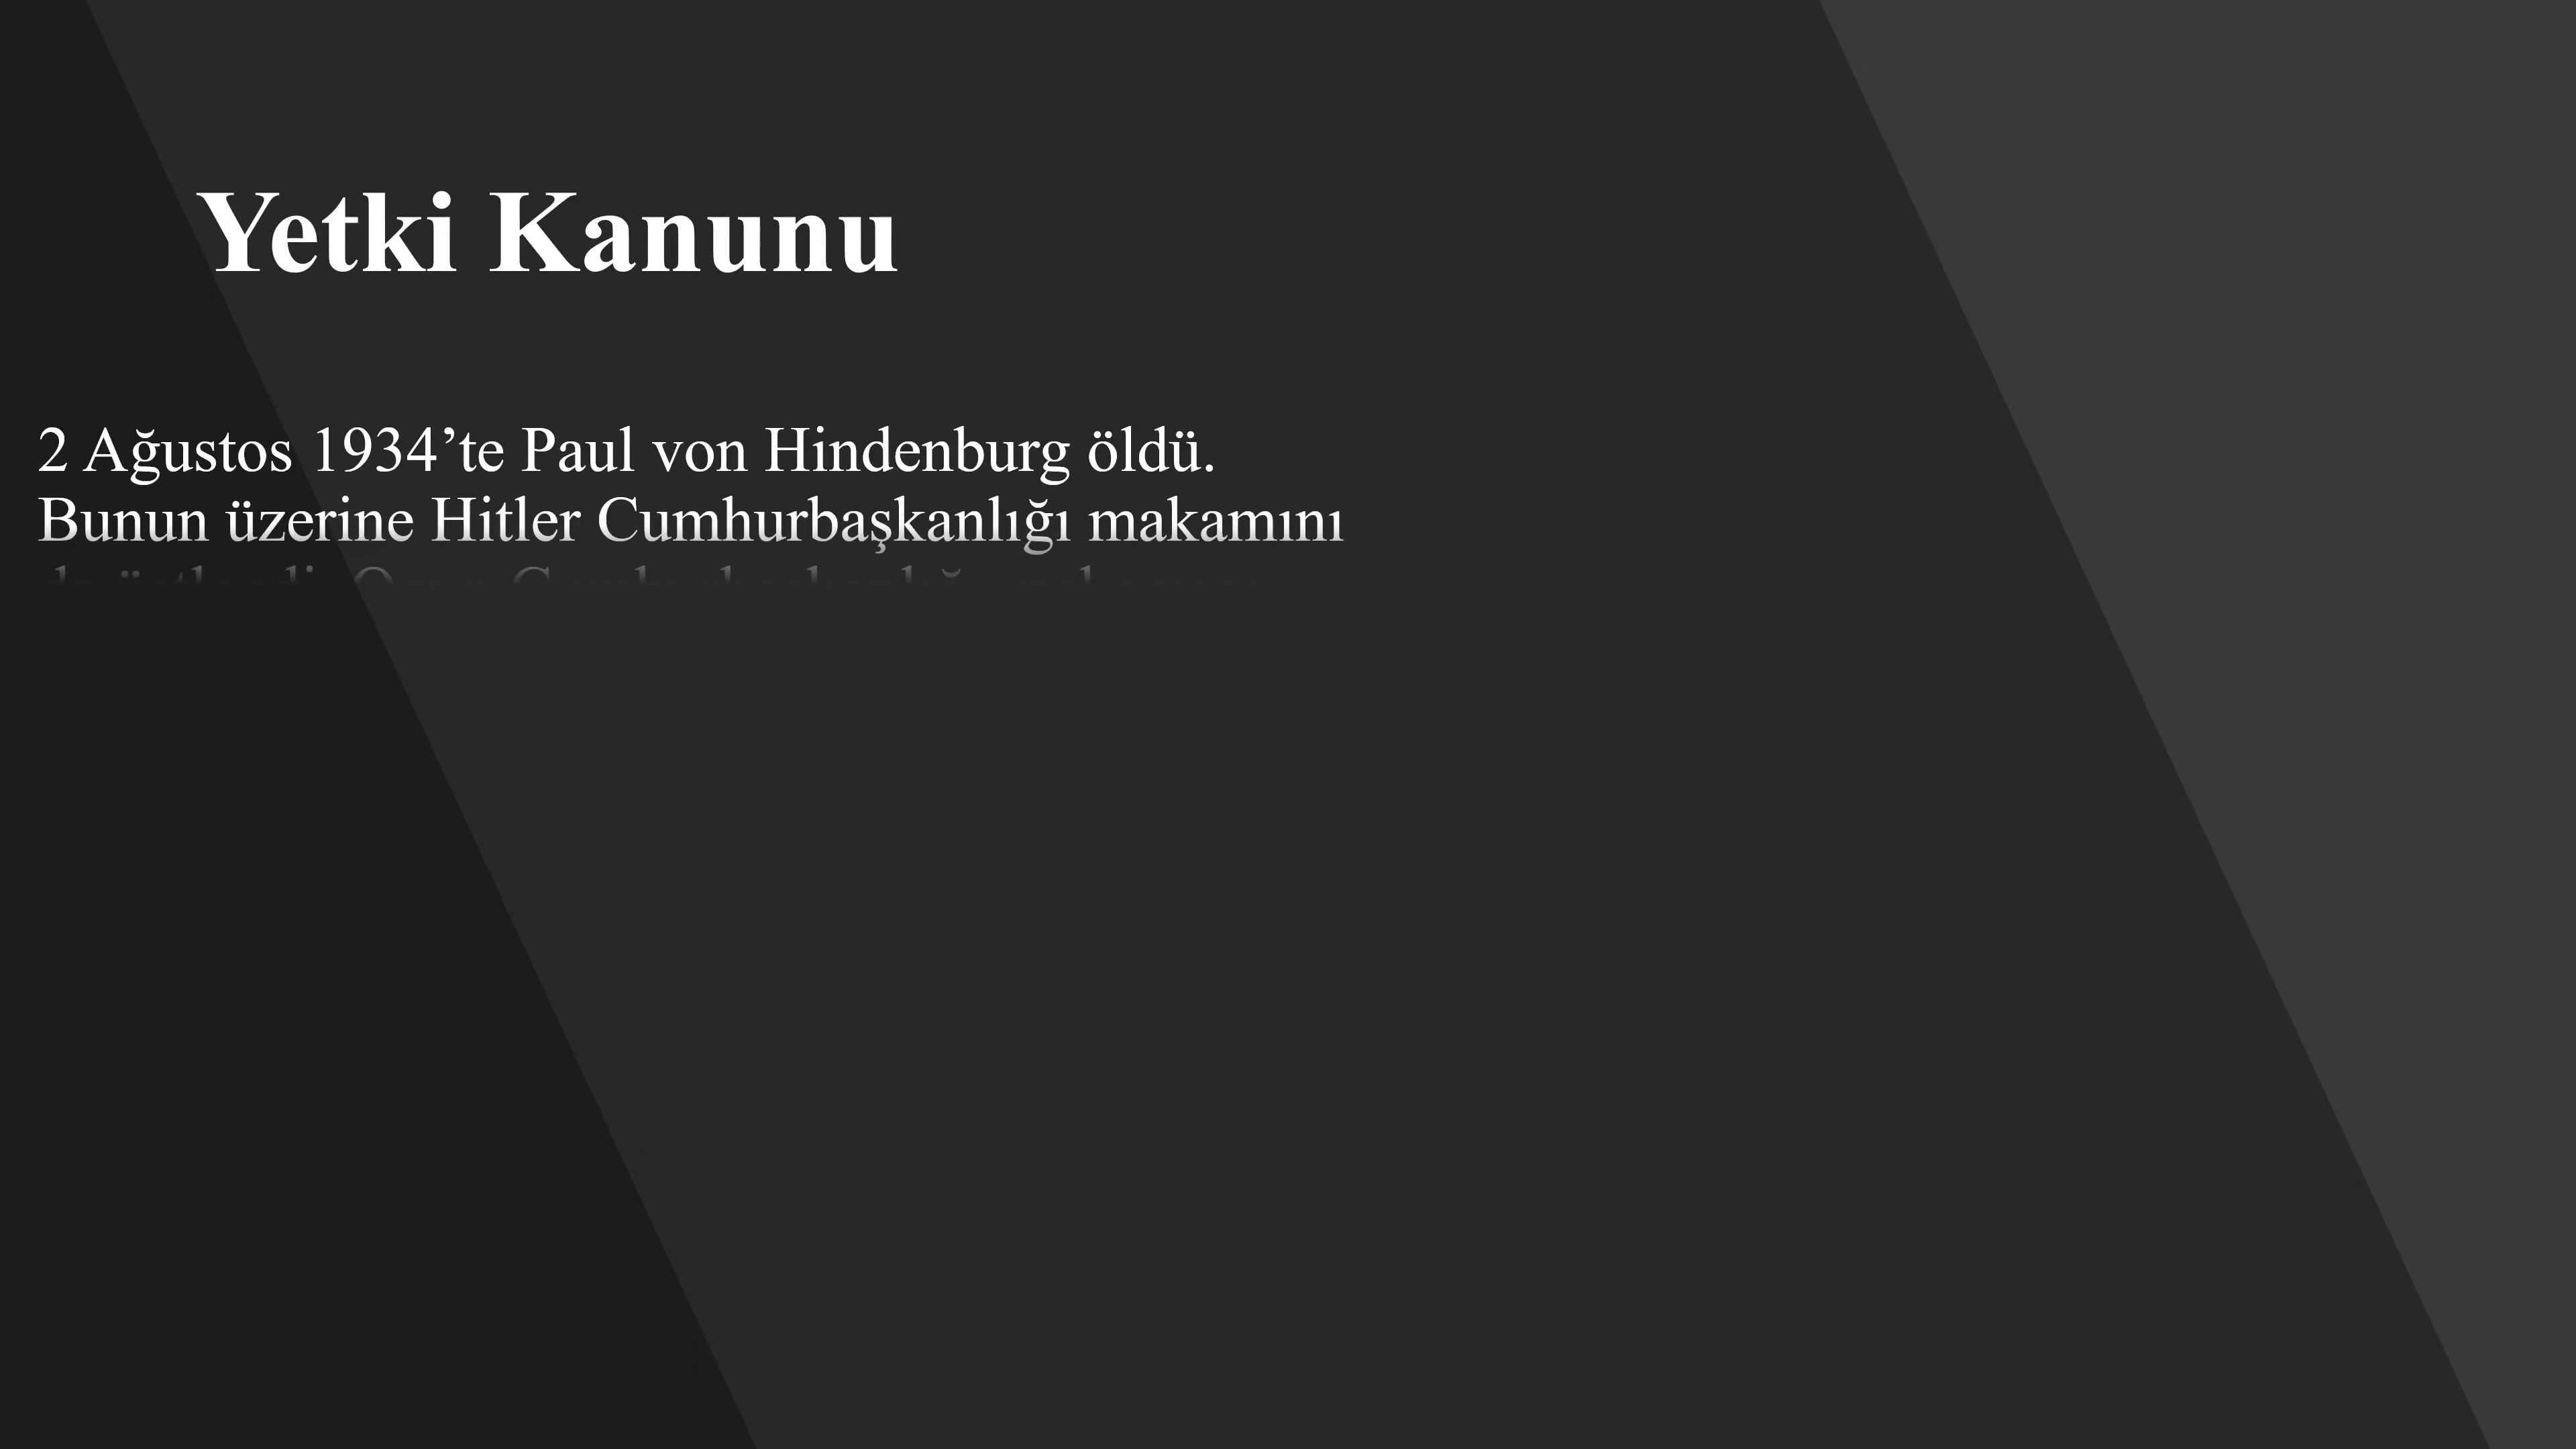 Yetki Kanunu
2 Ağustos 1934’te Paul von Hindenburg öldü.
Bunun üzerine Hitler Cumhurbaşkanlığı makamını